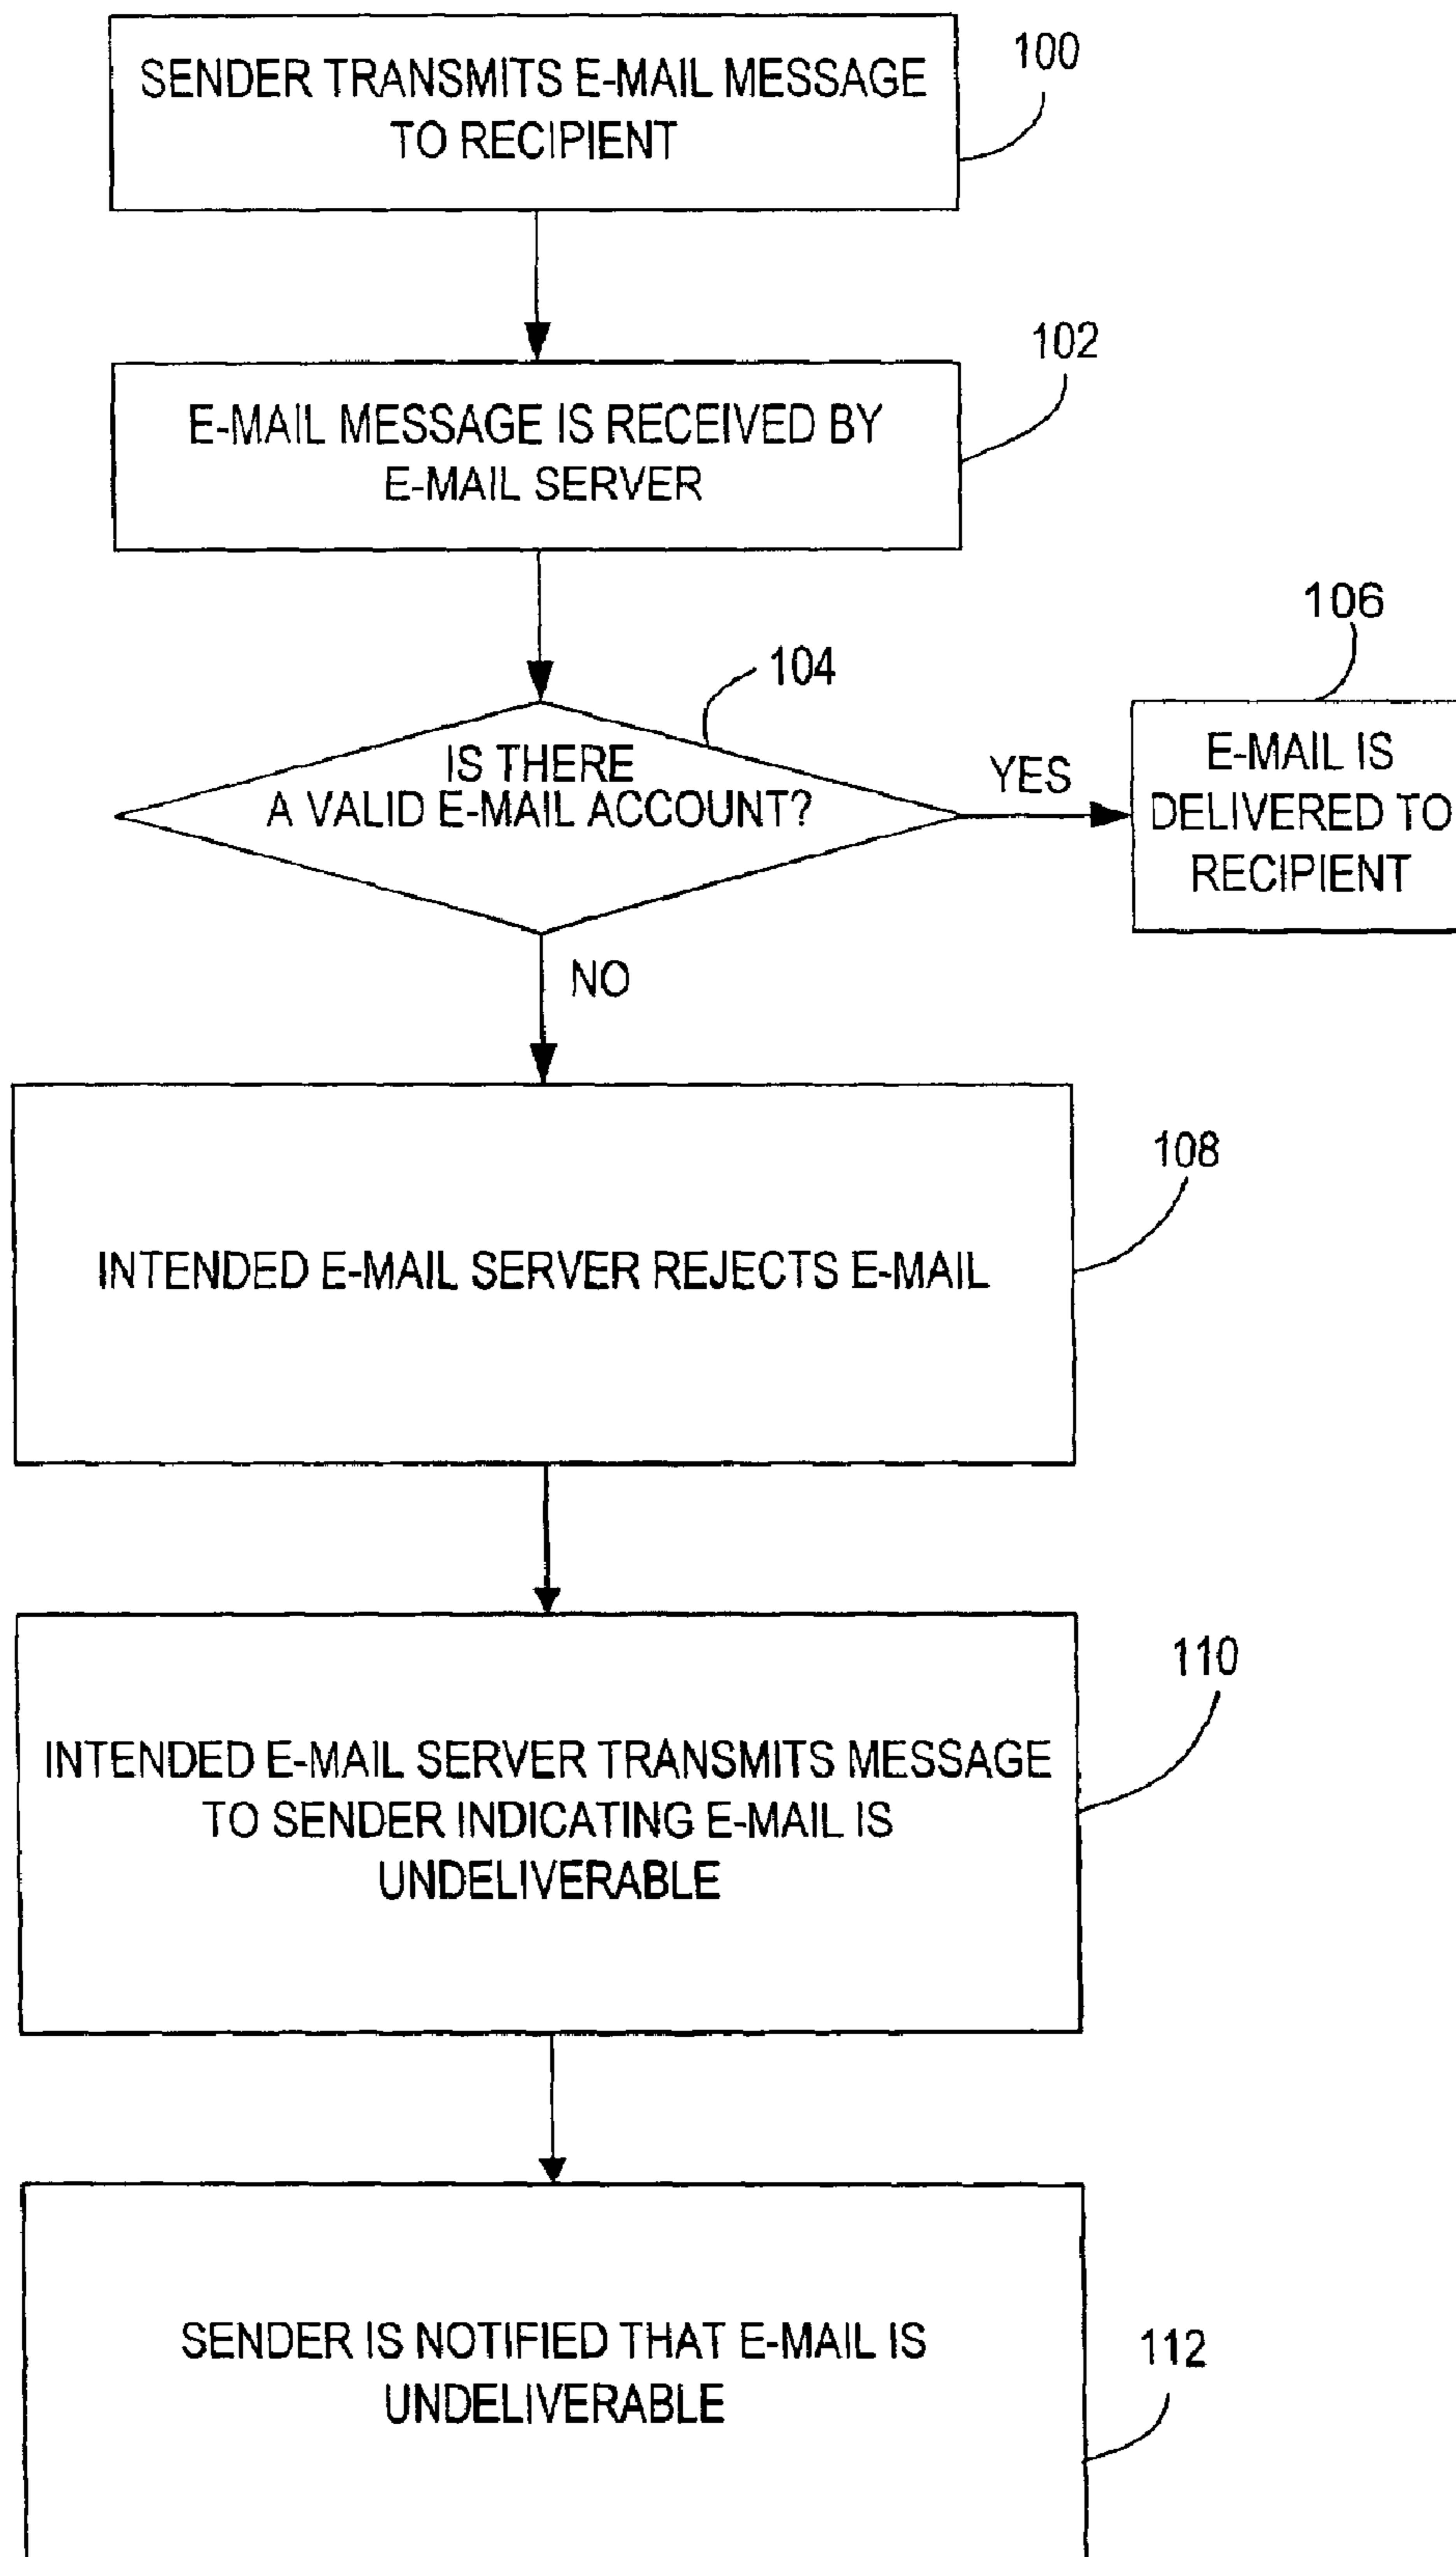 SENDER TRANSMITS E-MAIL MESSAGE
TO RECIPIENT
100
E-MAIL MESSAGE IS RECEIVED BY
E-MAIL SERVER
102
104
IS THERE
A VALID E-MAIL ACCOUNT?
YES
106
E-MAIL IS
DELIVERED TO
RECIPIENT
NO
108
INTENDED E-MAIL SERVER REJECTS E-MAIL
110
INTENDED E-MAIL SERVER TRANSMITS MESSAGE
TO SENDER INDICATING E-MAIL IS
UNDELIVERABLE
SENDER IS NOTIFIED THAT E-MAIL IS
UNDELIVERABLE
112